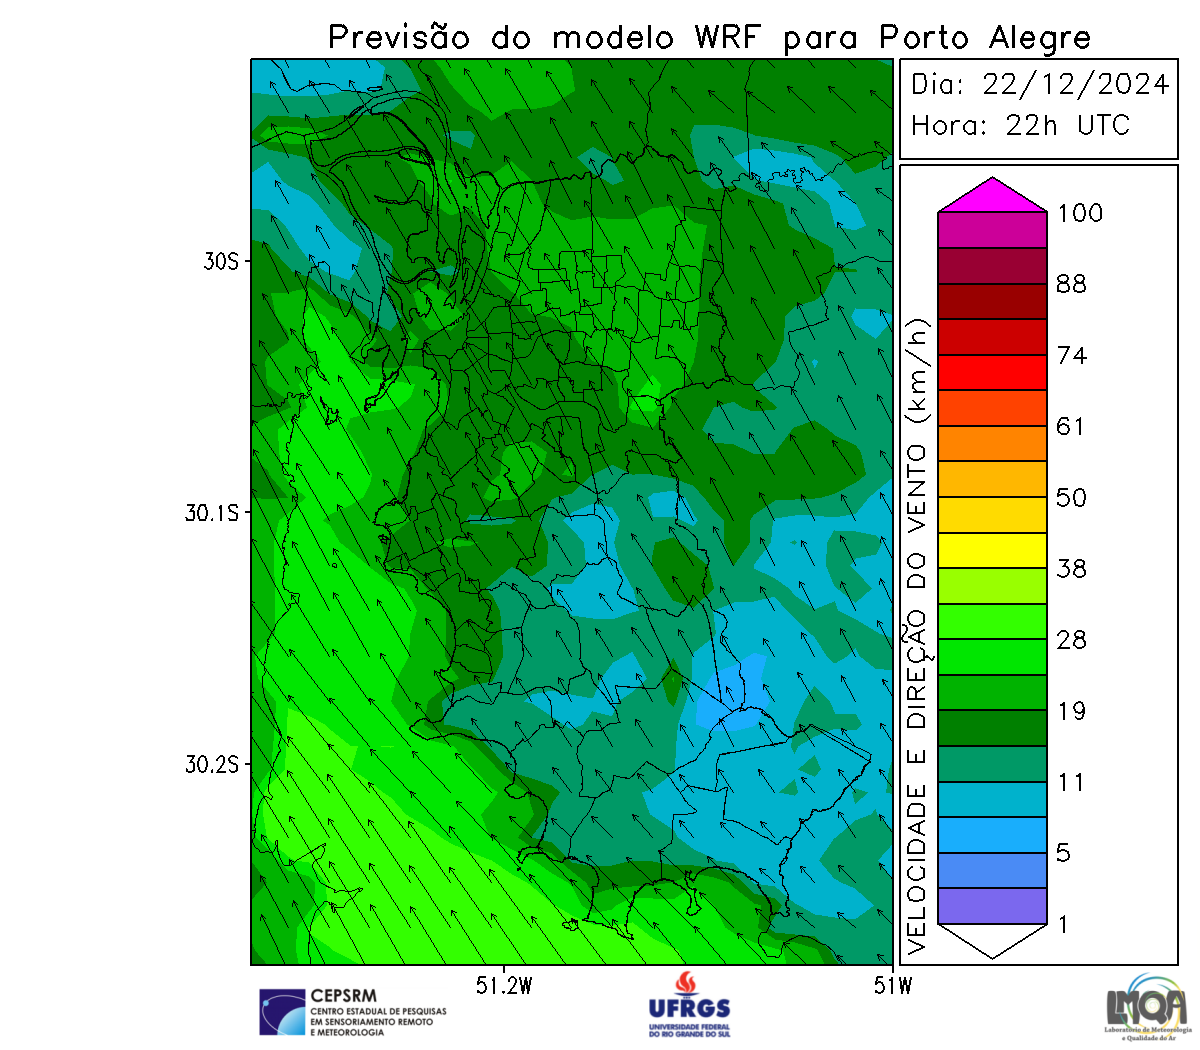 Previsão do modelo WRF para Porto Alegre
Dia: 22/12/2024
Hora: 22h UTC
30S
30.1S
30.2S
51.2W
51W
VELOCIDADE E DIREÇÃO DO VENTO (km/h)
100
88
74
61
50
38
28
19
11
5
1
CEPSRM
CENTRO ESTADUAL DE PESQUISAS
EM SENSORIAMENTO REMOTO
E METEOROLOGIA
UFRGS
UNIVERSIDADE FEDERAL
DO RIO GRANDE DO SUL
LMQA
Laboratório de Meteorologia
e Qualidade do Ar